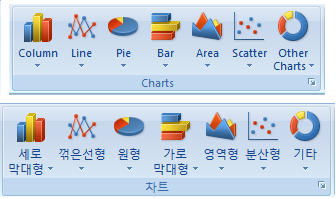 Column Line Pie Bar Area Scatter Other
Charts
Charts
세로 꺾은선형 원형 가로 영역형 분산형 기타
막대형 막대형
차트